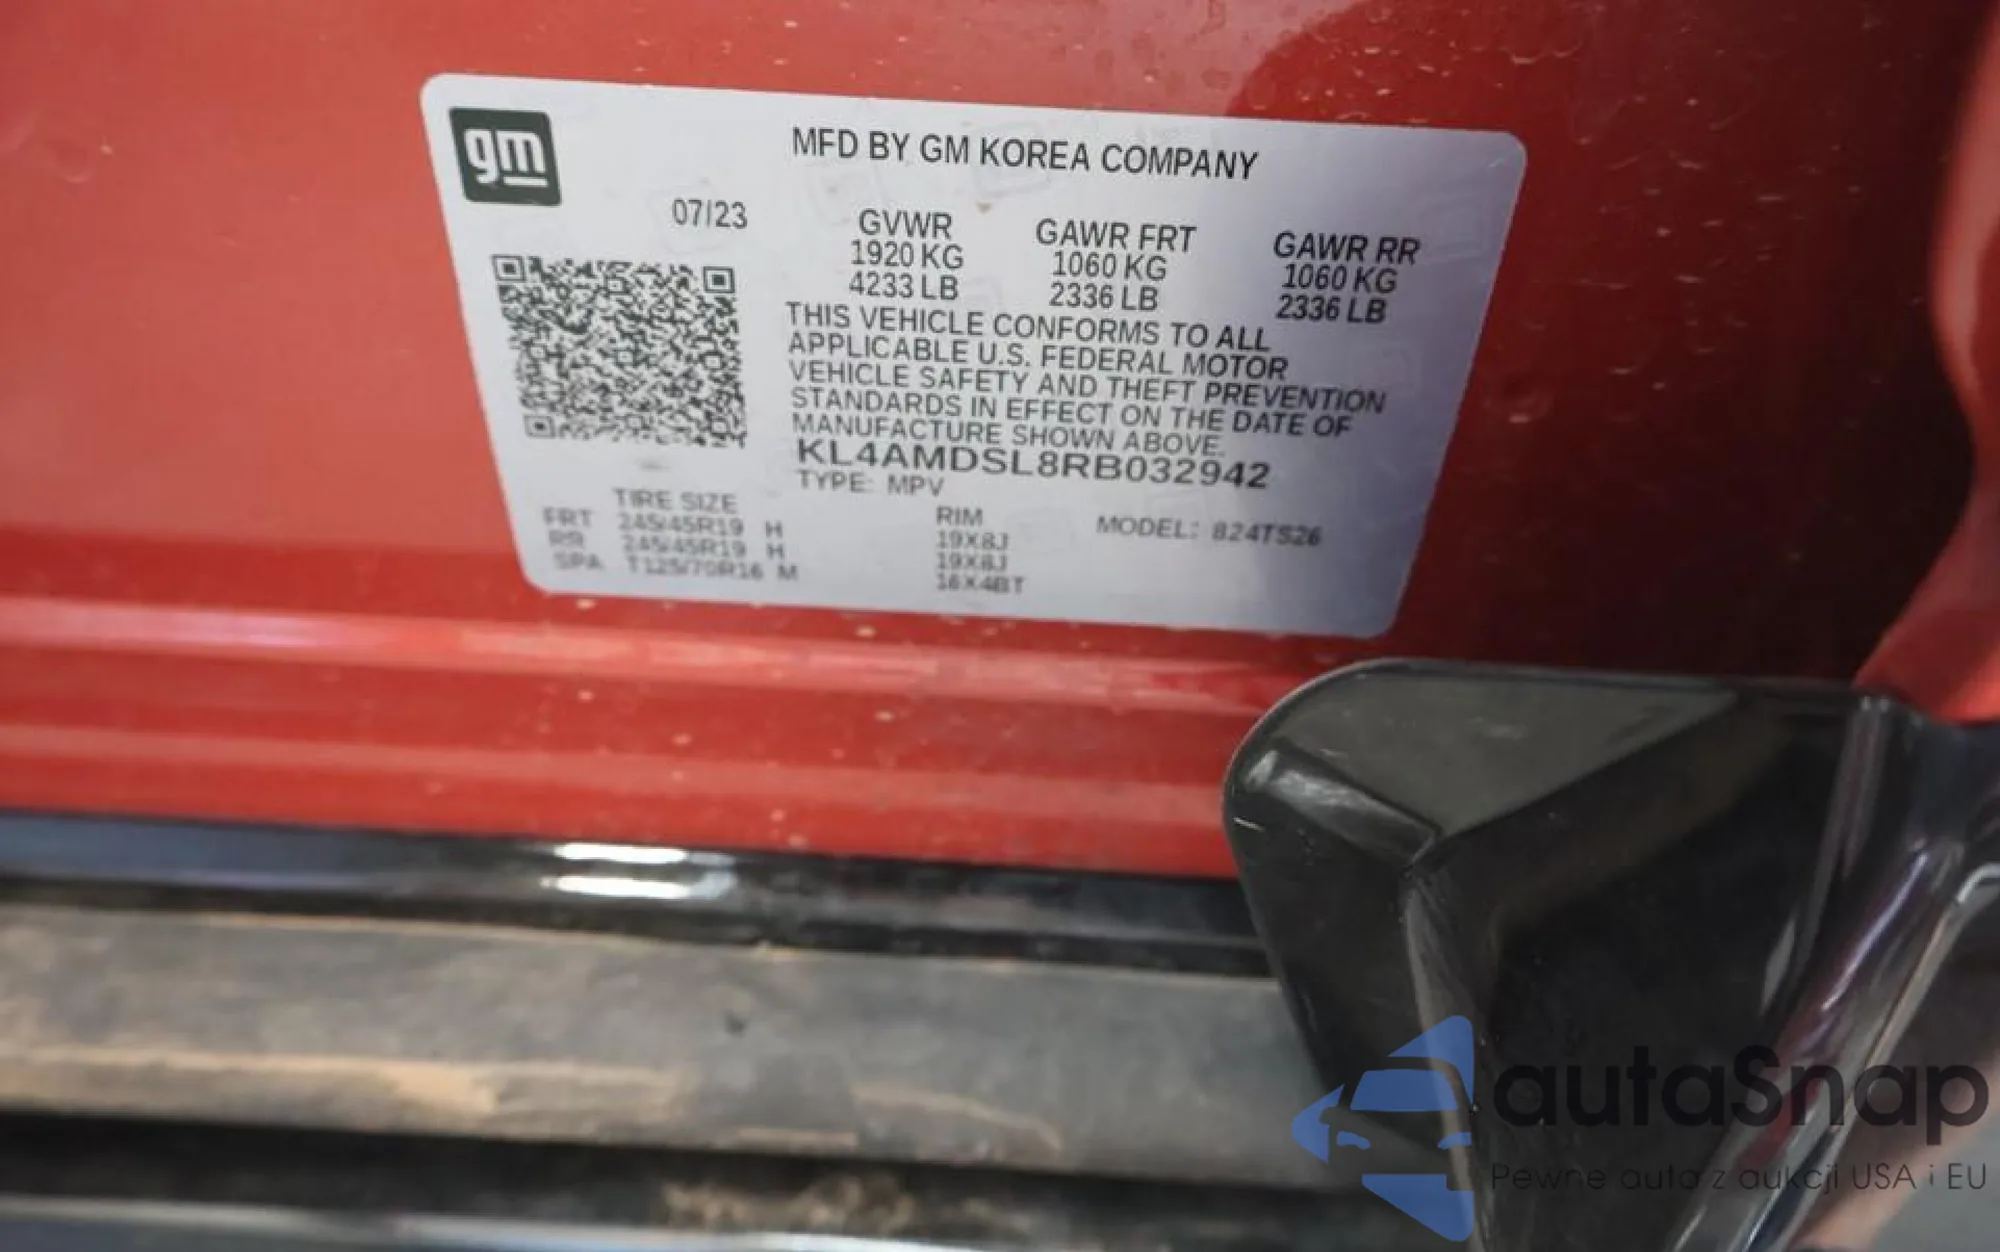 gm
MFD BY GM KOREA COMPANY
07/23
GVWR GAWR FRT GAWR RR
1920 KG 1060 KG 1060 KG
4233 LB 2336 LB 2336 LB
THIS VEHICLE CONFORMS TO ALL
APPLICABLE U.S. FEDERAL MOTOR
VEHICLE SAFETY AND THEFT PREVENTION
STANDARDS IN EFFECT ON THE DATE OF
MANUFACTURE SHOWN ABOVE.
KL4AMDSL8RB032942
TYPE: MPV
TIRE SIZE RIM MODEL: 824TS26
FRT 245/45R19 H 19X8J
RR 245/45R19 H 19X8J
SPA T125/70R16 M 16X4BT
autaSnap
Pewne auta z aukcji USA i EU